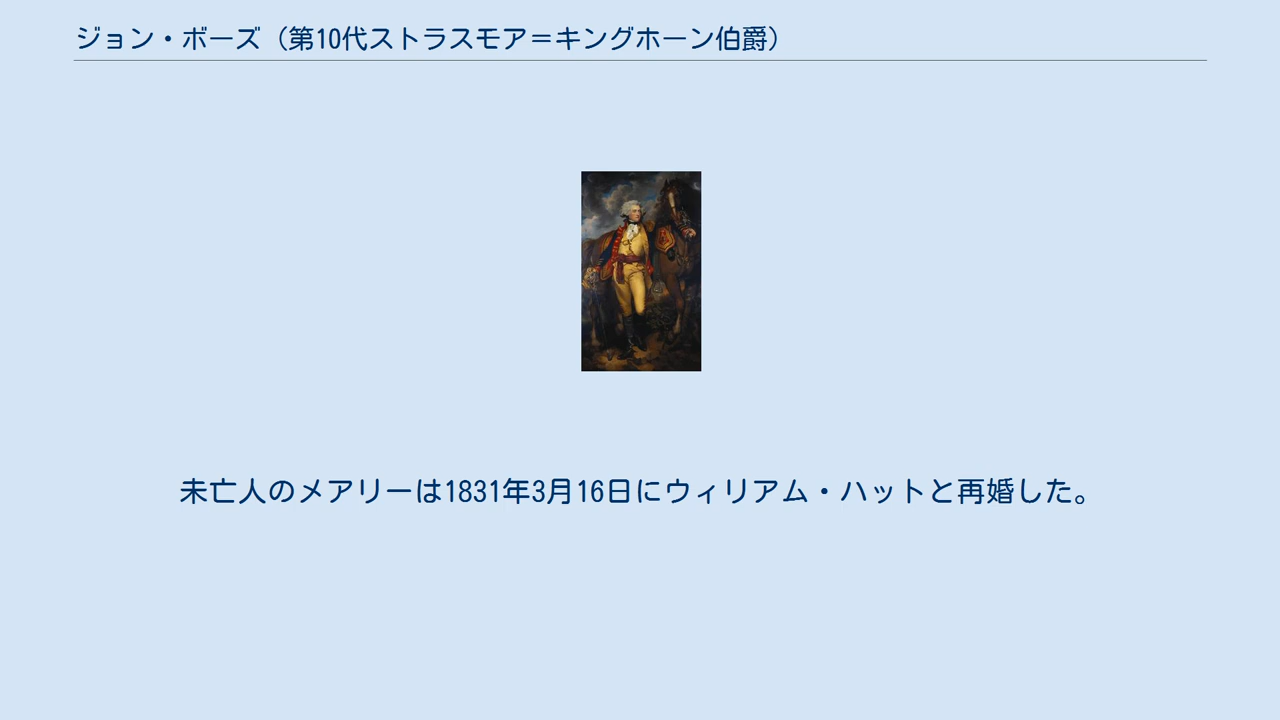 ジョン・ボーズ（第10代ストラスモア＝キングホーン伯爵）
未亡人のメアリーは1831年3月16日にウィリアム・ハットと再婚した。